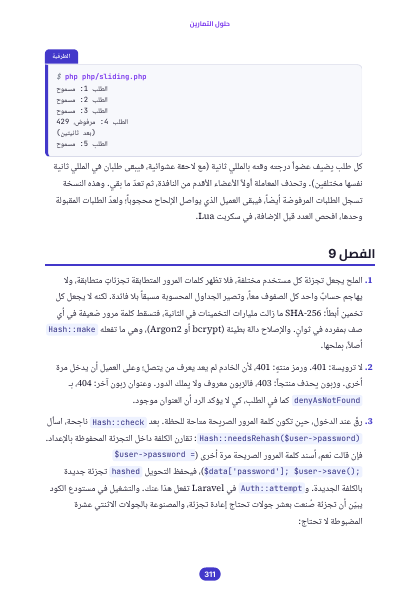 حلول التمارين
الطرفية
$ php php/sliding.php
الطلب 1: مسموح
الطلب 2: مسموح
الطلب 3: مسموح
الطلب 4: مرفوض، 429
(بعد ثانيتين)
الطلب 5: مسموح
كل طلب يضيف عضوًا درجته وقته بالمللي ثانية (مع لاحقة عشوائية، فيبقى طلبان في المللي ثانية
نفسها مختلفين). وتحذف المعاملة أولًا الأعضاء الأقدم من النافذة، ثم تعدّ ما بقي. وهذه النسخة
تسجل الطلبات المرفوضة أيضًا، فيبقى العميل الذي يواصل الإلحاح محجوبًا؛ ولعدّ الطلبات المقبولة
وحدها، افحص العدد قبل الإضافة، في سكربت Lua.
الفصل 9
1. الملح يجعل تجزئة كل مستخدم مختلفة، فلا تظهر كلمات المرور المتطابقة تجزئاتٍ متطابقة، ولا
يهاجم حسابٌ واحد كل الصفوف معًا، وتصير الجداول المحسوبة مسبقًا بلا فائدة. لكنه لا يجعل كل
تخمين أبطأ: SHA-256 ما زالت مليارات التخمينات في الثانية، فتسقط كلمة مرور ضعيفة في أي
صف بمفرده في ثوانٍ. والإصلاح دالة بطيئة (bcrypt أو Argon2)، وهي ما تفعله Hash::make
أصلًا، بملحها.
2. لا ترويسة: 401. ورمز منتهٍ: 401، لأن الخادم لم يعد يعرف من يتصل؛ وعلى العميل أن يدخل مرة
أخرى. وزبون يحذف منتجًا: 403، فالزبون معروف ولا يملك الدور. وعنوان زبون آخر: 404، بـ
denyAsNotFound كما في الطلب، كي لا يؤكد الرد أن العنوان موجود.
3. رقِّ عند الدخول، حين تكون كلمة المرور الصريحة متاحة للحظة. بعد Hash::check ناجحة، اسأل
Hash::needsRehash($user->password) : تقارن الكلفة داخل التجزئة المحفوظة بالإعداد.
فإن قالت نعم، أسند كلمة المرور الصريحة مرة أخرى ($user->password =
$data['password']; $user->save();)، فيحفظ التحويل hashed تجزئة جديدة
بالكلفة الجديدة. و Auth::attempt في Laravel تفعل هذا عنك. والتشغيل في مستودع الكود
يبيّن أن تجزئة صُنعت بعشر جولات تحتاج إعادة تجزئة، والمصنوعة بالجولات الاثنتي عشرة
المضبوطة لا تحتاج:
311